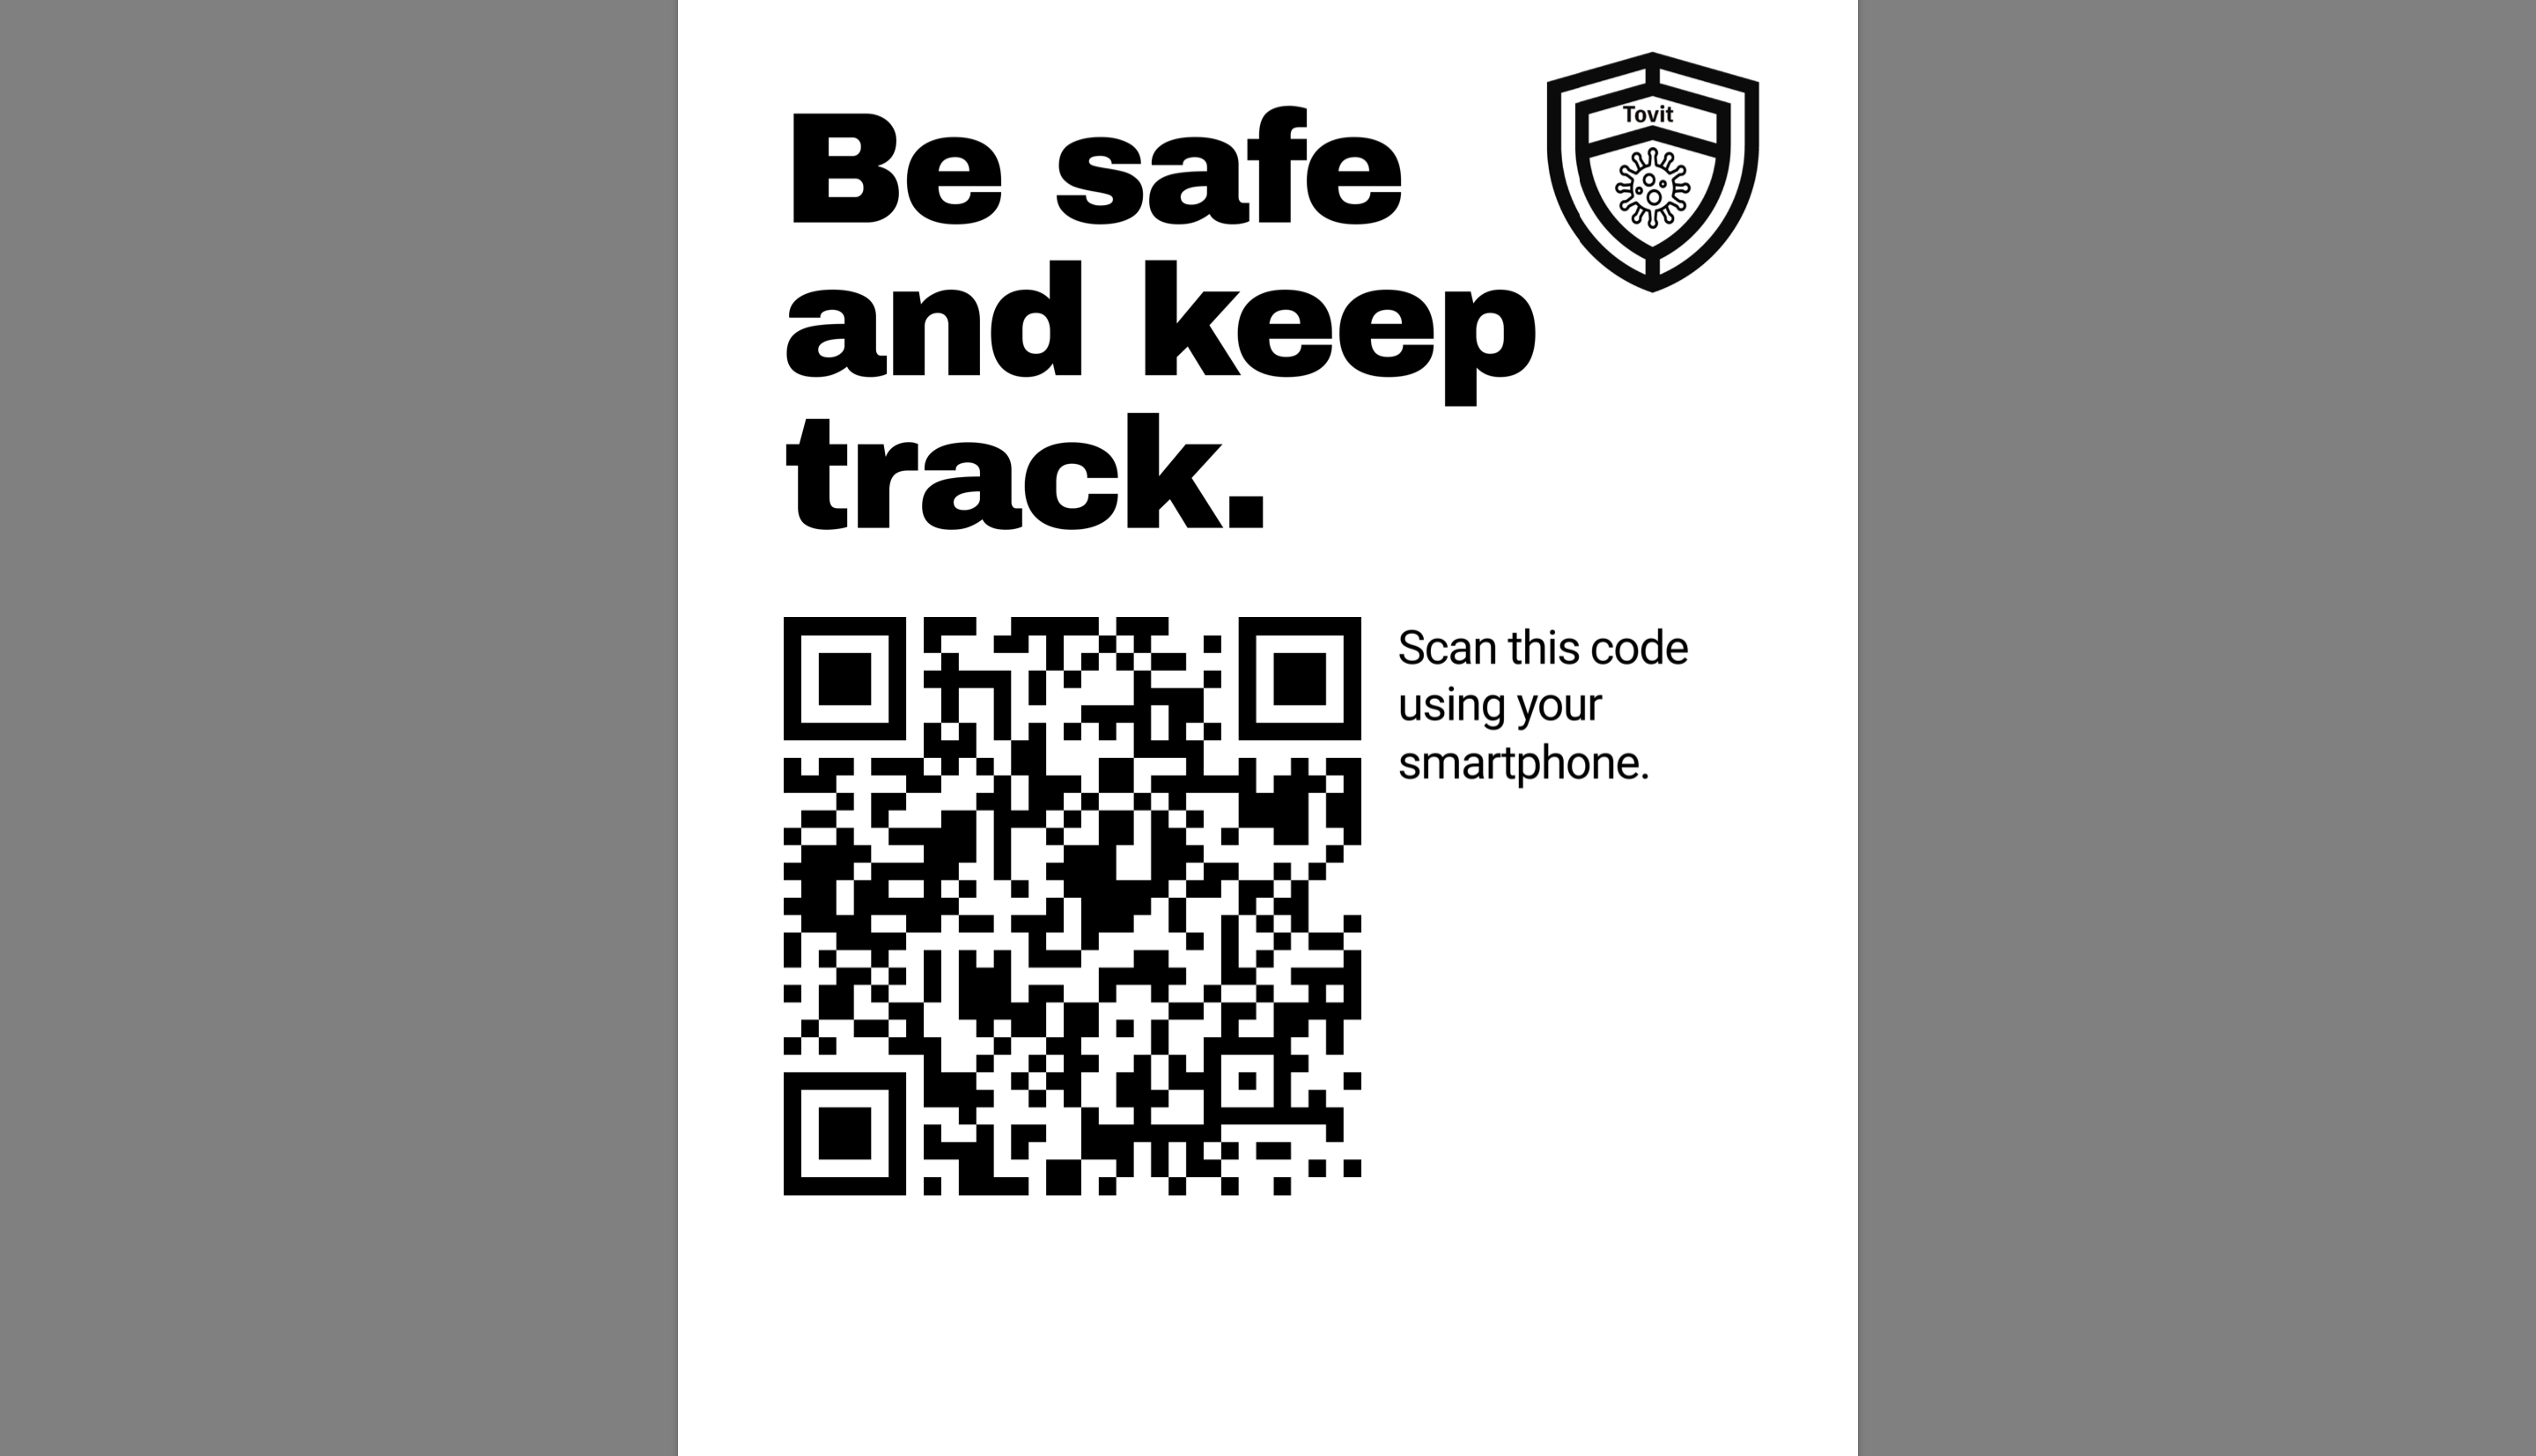 Be safe
and keep
track.
Tovit
Scan this code
using your
smartphone.